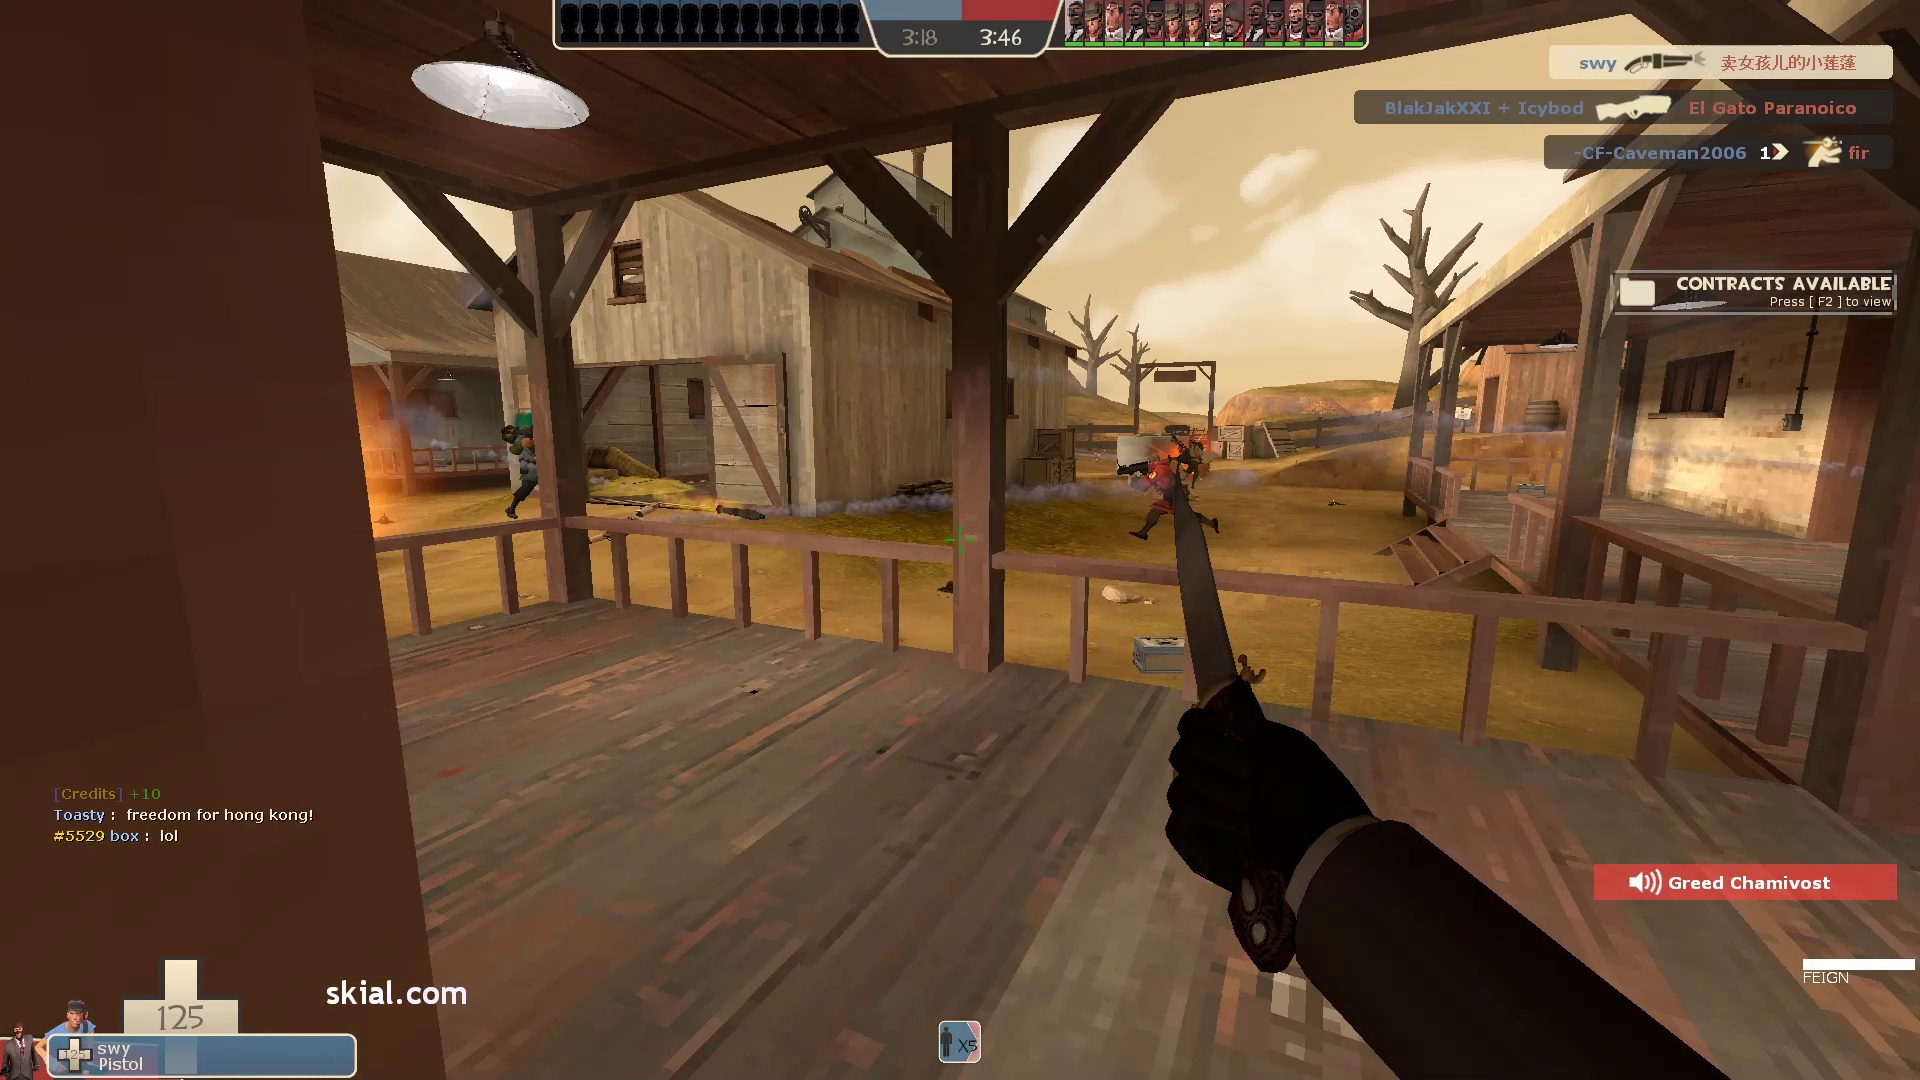 3:18 3:46
swy 卖女孩儿的小莲蓬
BlakJakXXI + Icybod El Gato Paranoico
-CF-Caveman2006 1 fir
CONTRACTS AVAILABLE
Press [ F2 ] to view
[Credits] +10
Toasty : freedom for hong kong!
#5529 box : lol
Greed Chamivost
FEIGN
skial.com
125
X5
125
swy
Pistol